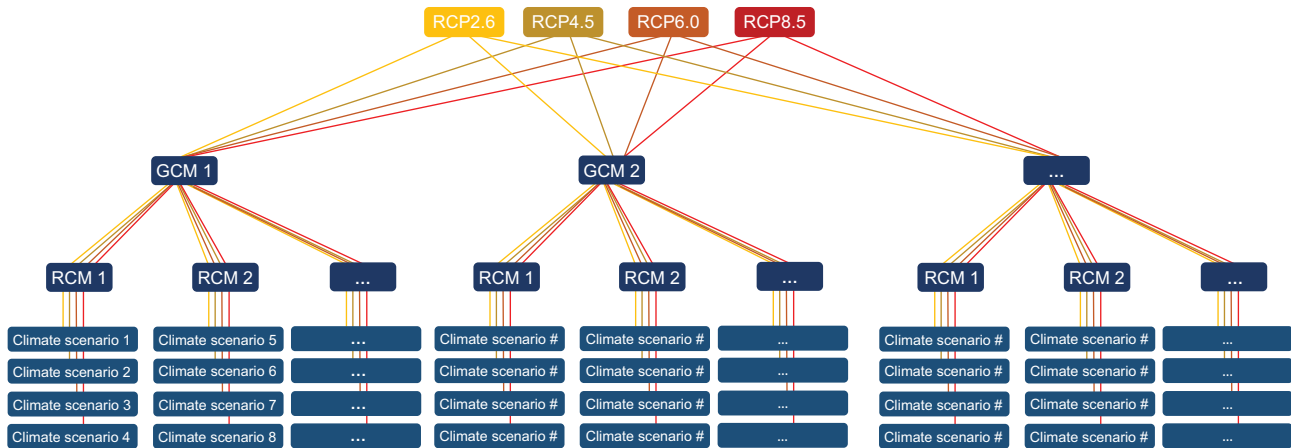 RCP2.6 RCP4.5 RCP6.0 RCP8.5
GCM 1 GCM 2 ...
RCM 1 RCM 2 ... RCM 1 RCM 2 ... RCM 1 RCM 2 ...
Climate scenario 1 Climate scenario 5 ... Climate scenario # Climate scenario # ... Climate scenario # Climate scenario # ...
Climate scenario 2 Climate scenario 6 ... Climate scenario # Climate scenario # ... Climate scenario # Climate scenario # ...
Climate scenario 3 Climate scenario 7 ... Climate scenario # Climate scenario # ... Climate scenario # Climate scenario # ...
Climate scenario 4 Climate scenario 8 ... Climate scenario # Climate scenario # ... Climate scenario # Climate scenario # ...